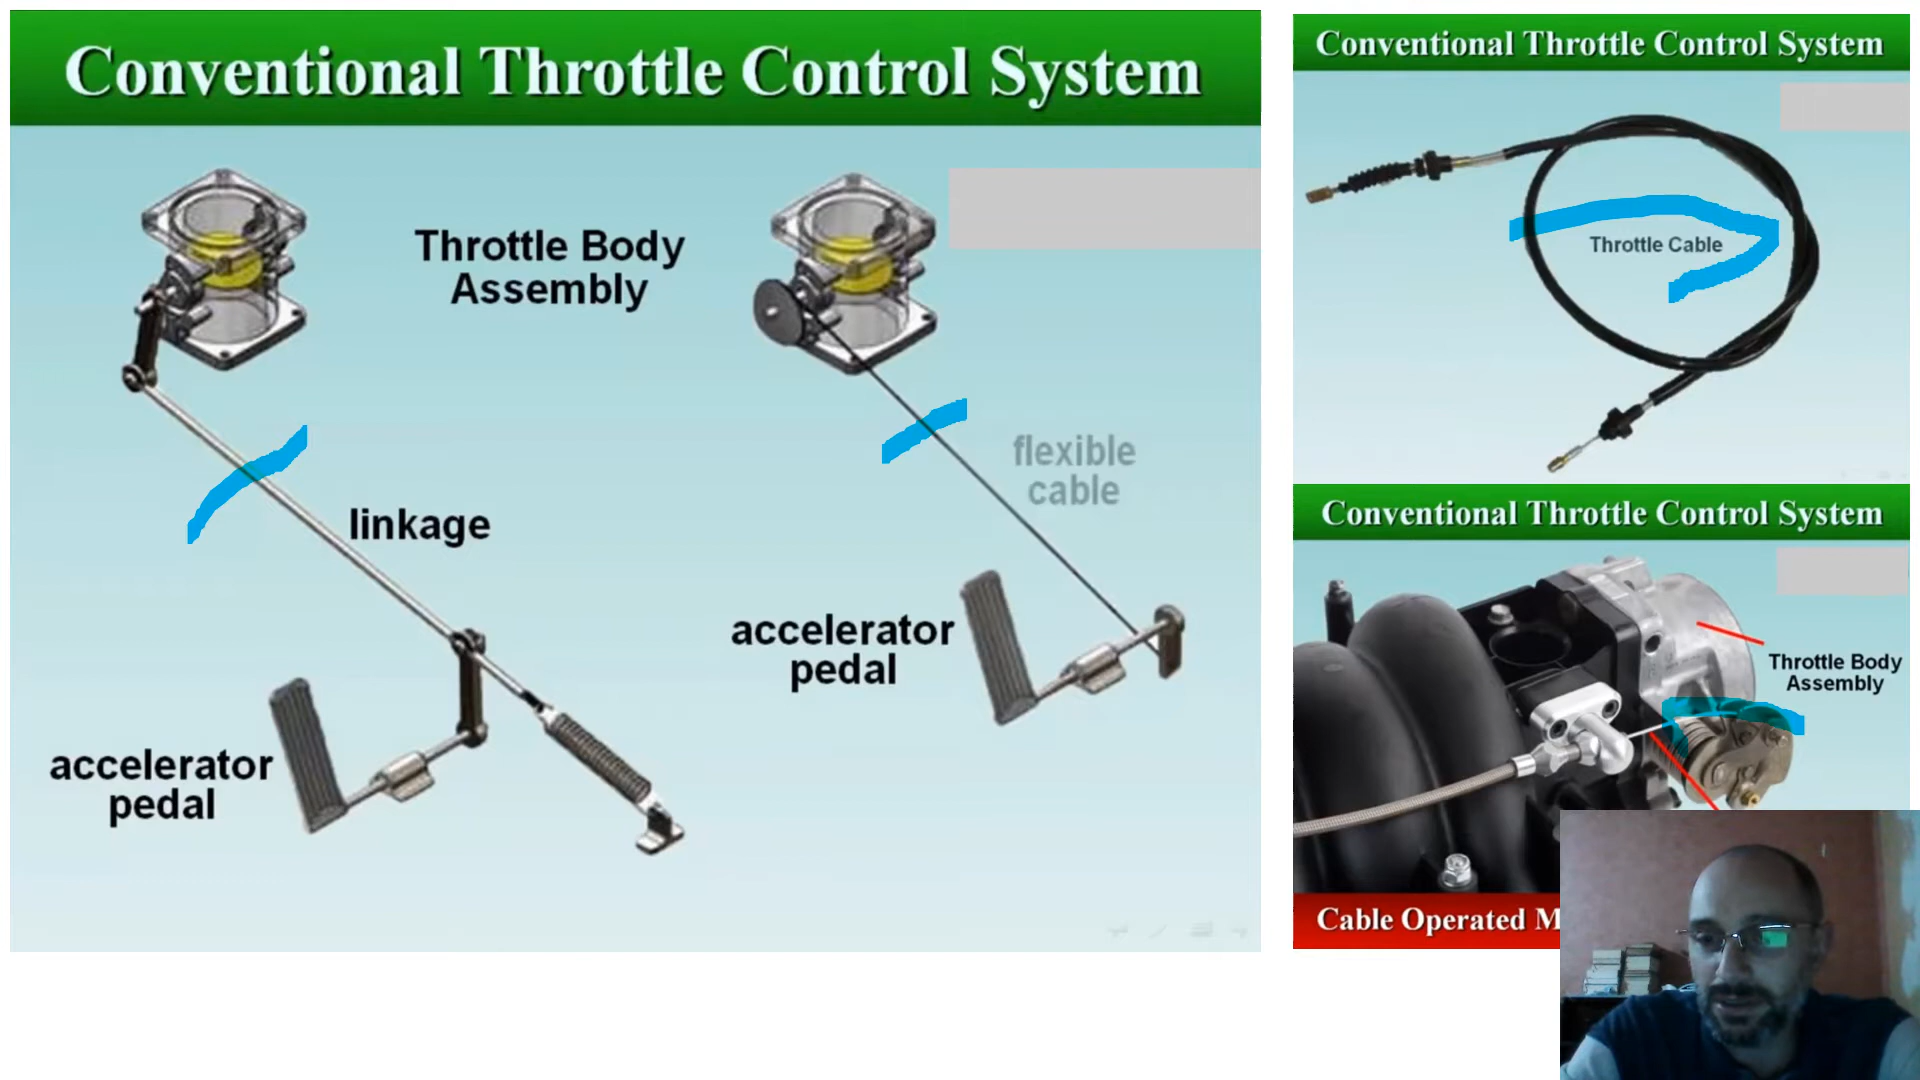 Conventional Throttle Control System
Throttle Body
Assembly
linkage
flexible
cable
accelerator
pedal
accelerator
pedal
Conventional Throttle Control System
Throttle Cable
Conventional Throttle Control System
Throttle Body
Assembly
Cable Operated